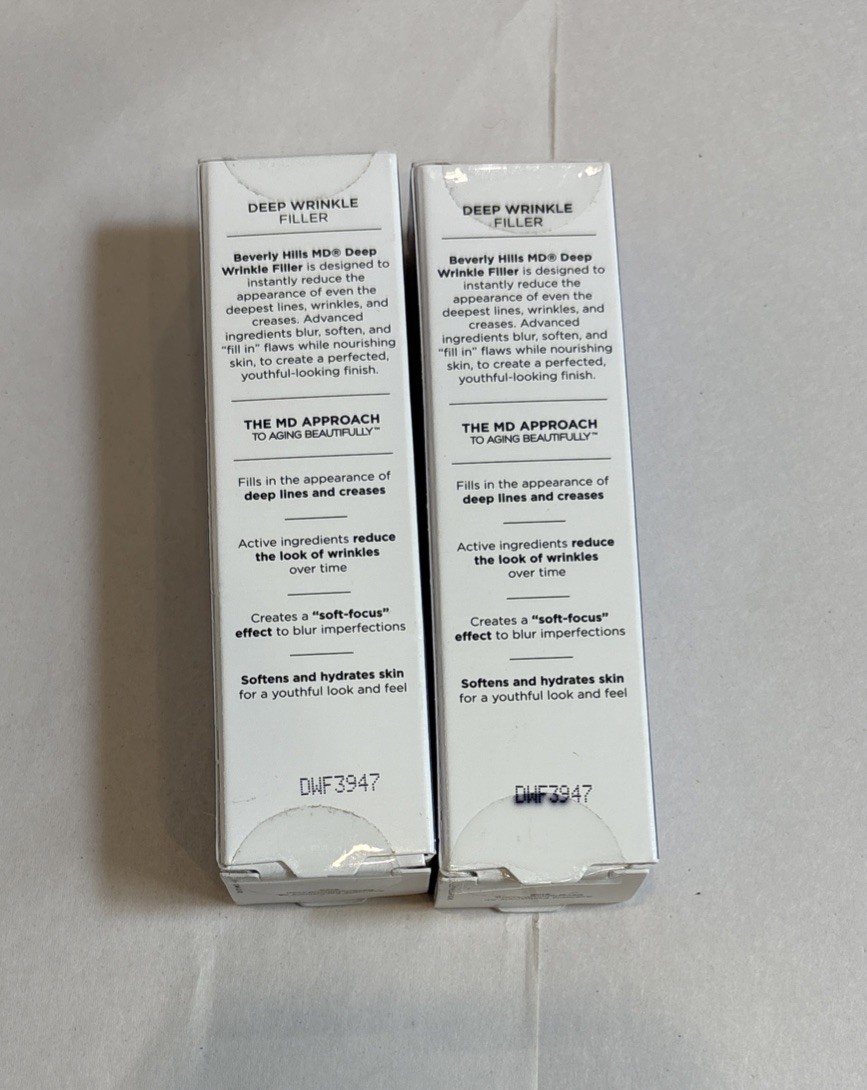 DEEP WRINKLE
FILLER
Beverly Hills MD® Deep
Wrinkle Filler is designed to
instantly reduce the
appearance of even the
deepest lines, wrinkles, and
creases. Advanced
ingredients blur, soften, and
“fill in” flaws while nourishing
skin, to create a perfected,
youthful-looking finish.
THE MD APPROACH
TO AGING BEAUTIFULLY™
Fills in the appearance of
deep lines and creases
Active ingredients reduce
the look of wrinkles
over time
Creates a “soft-focus”
effect to blur imperfections
Softens and hydrates skin
for a youthful look and feel
DWF3947
DEEP WRINKLE
FILLER
Beverly Hills MD® Deep
Wrinkle Filler is designed to
instantly reduce the
appearance of even the
deepest lines, wrinkles, and
creases. Advanced
ingredients blur, soften, and
“fill in” flaws while nourishing
skin, to create a perfected,
youthful-looking finish.
THE MD APPROACH
TO AGING BEAUTIFULLY™
Fills in the appearance of
deep lines and creases
Active ingredients reduce
the look of wrinkles
over time
Creates a “soft-focus”
effect to blur imperfections
Softens and hydrates skin
for a youthful look and feel
DWF3947